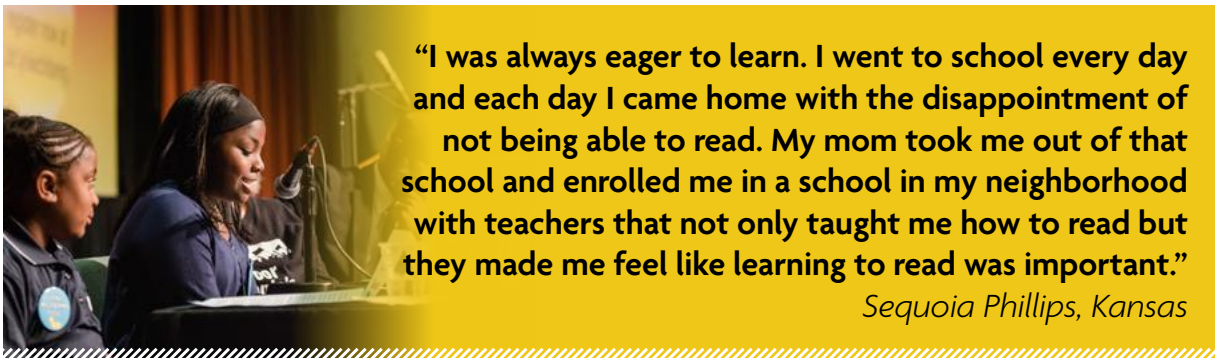 “I was always eager to learn. I went to school every day
and each day I came home with the disappointment of
not being able to read. My mom took me out of that
school and enrolled me in a school in my neighborhood
with teachers that not only taught me how to read but
they made me feel like learning to read was important.”
Sequoia Phillips, Kansas